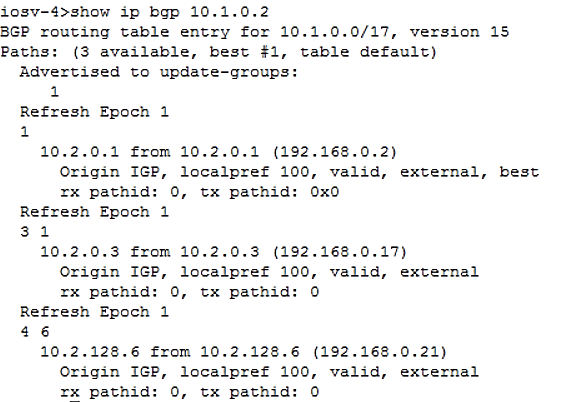 iosv-4>show ip bgp 10.1.0.2
BGP routing table entry for 10.1.0.0/17, version 15
Paths: (3 available, best #1, table default)
  Advertised to update-groups:
     1
  Refresh Epoch 1
  1
    10.2.0.1 from 10.2.0.1 (192.168.0.2)
      Origin IGP, localpref 100, valid, external, best
      rx pathid: 0, tx pathid: 0x0
  Refresh Epoch 1
  3 1
    10.2.0.3 from 10.2.0.3 (192.168.0.17)
      Origin IGP, localpref 100, valid, external
      rx pathid: 0, tx pathid: 0
  Refresh Epoch 1
  4 6
    10.2.128.6 from 10.2.128.6 (192.168.0.21)
      Origin IGP, localpref 100, valid, external
      rx pathid: 0, tx pathid: 0